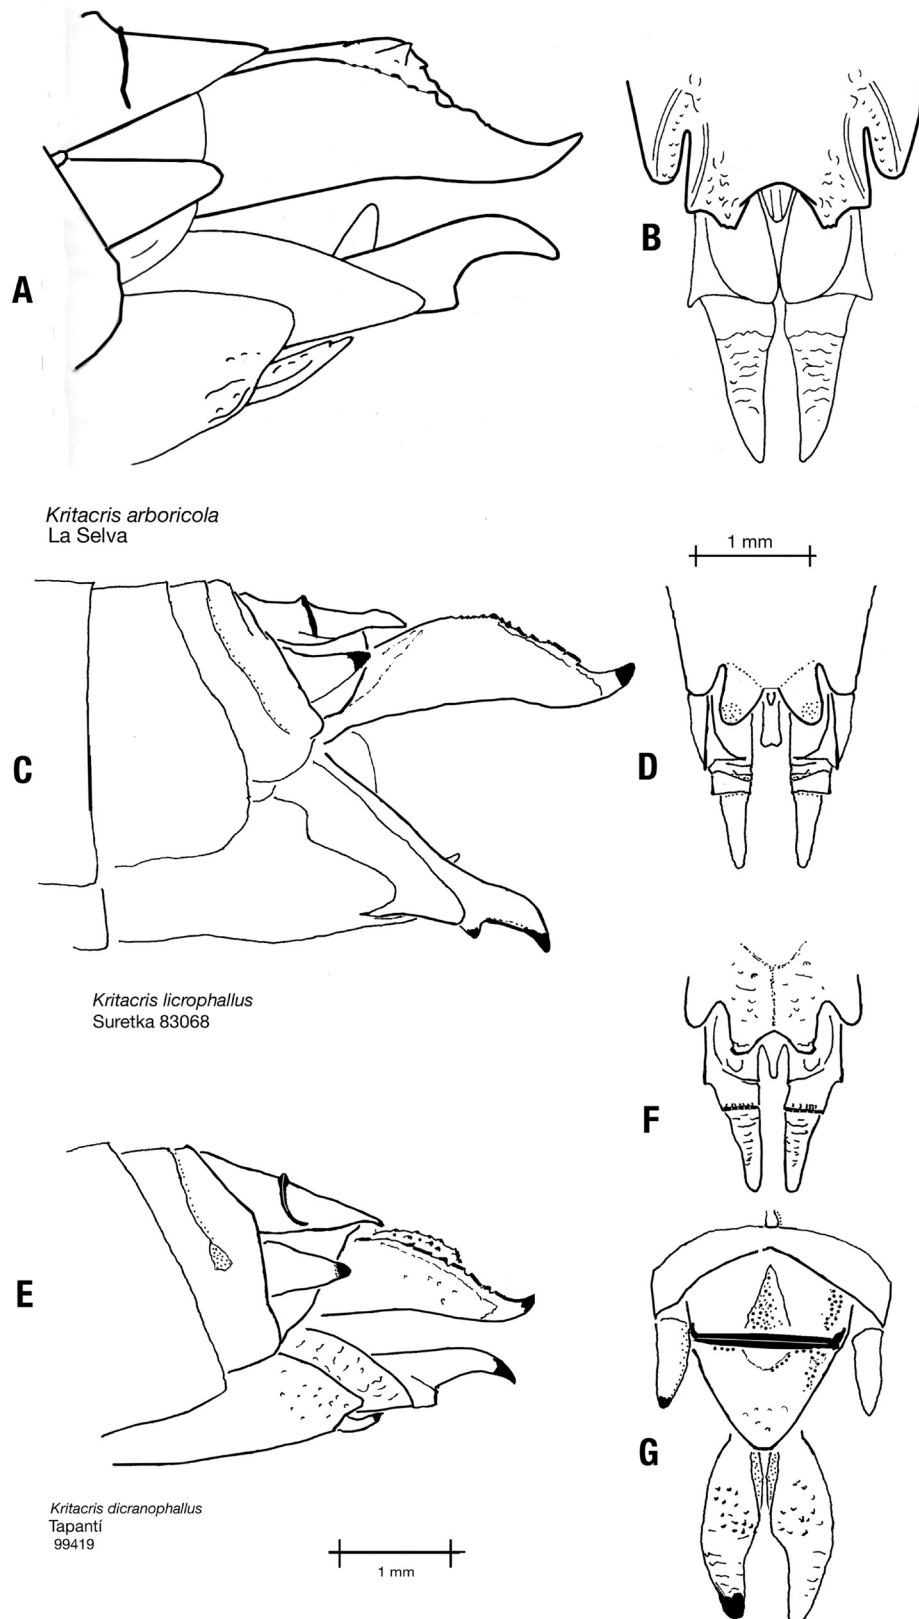 A
B
Kritacris arboricola
La Selva
1 mm
C
D
Kritacris licrophallus
Suretka 83068
F
E
G
Kritacris dicranophallus
Tapantí
99419
1 mm